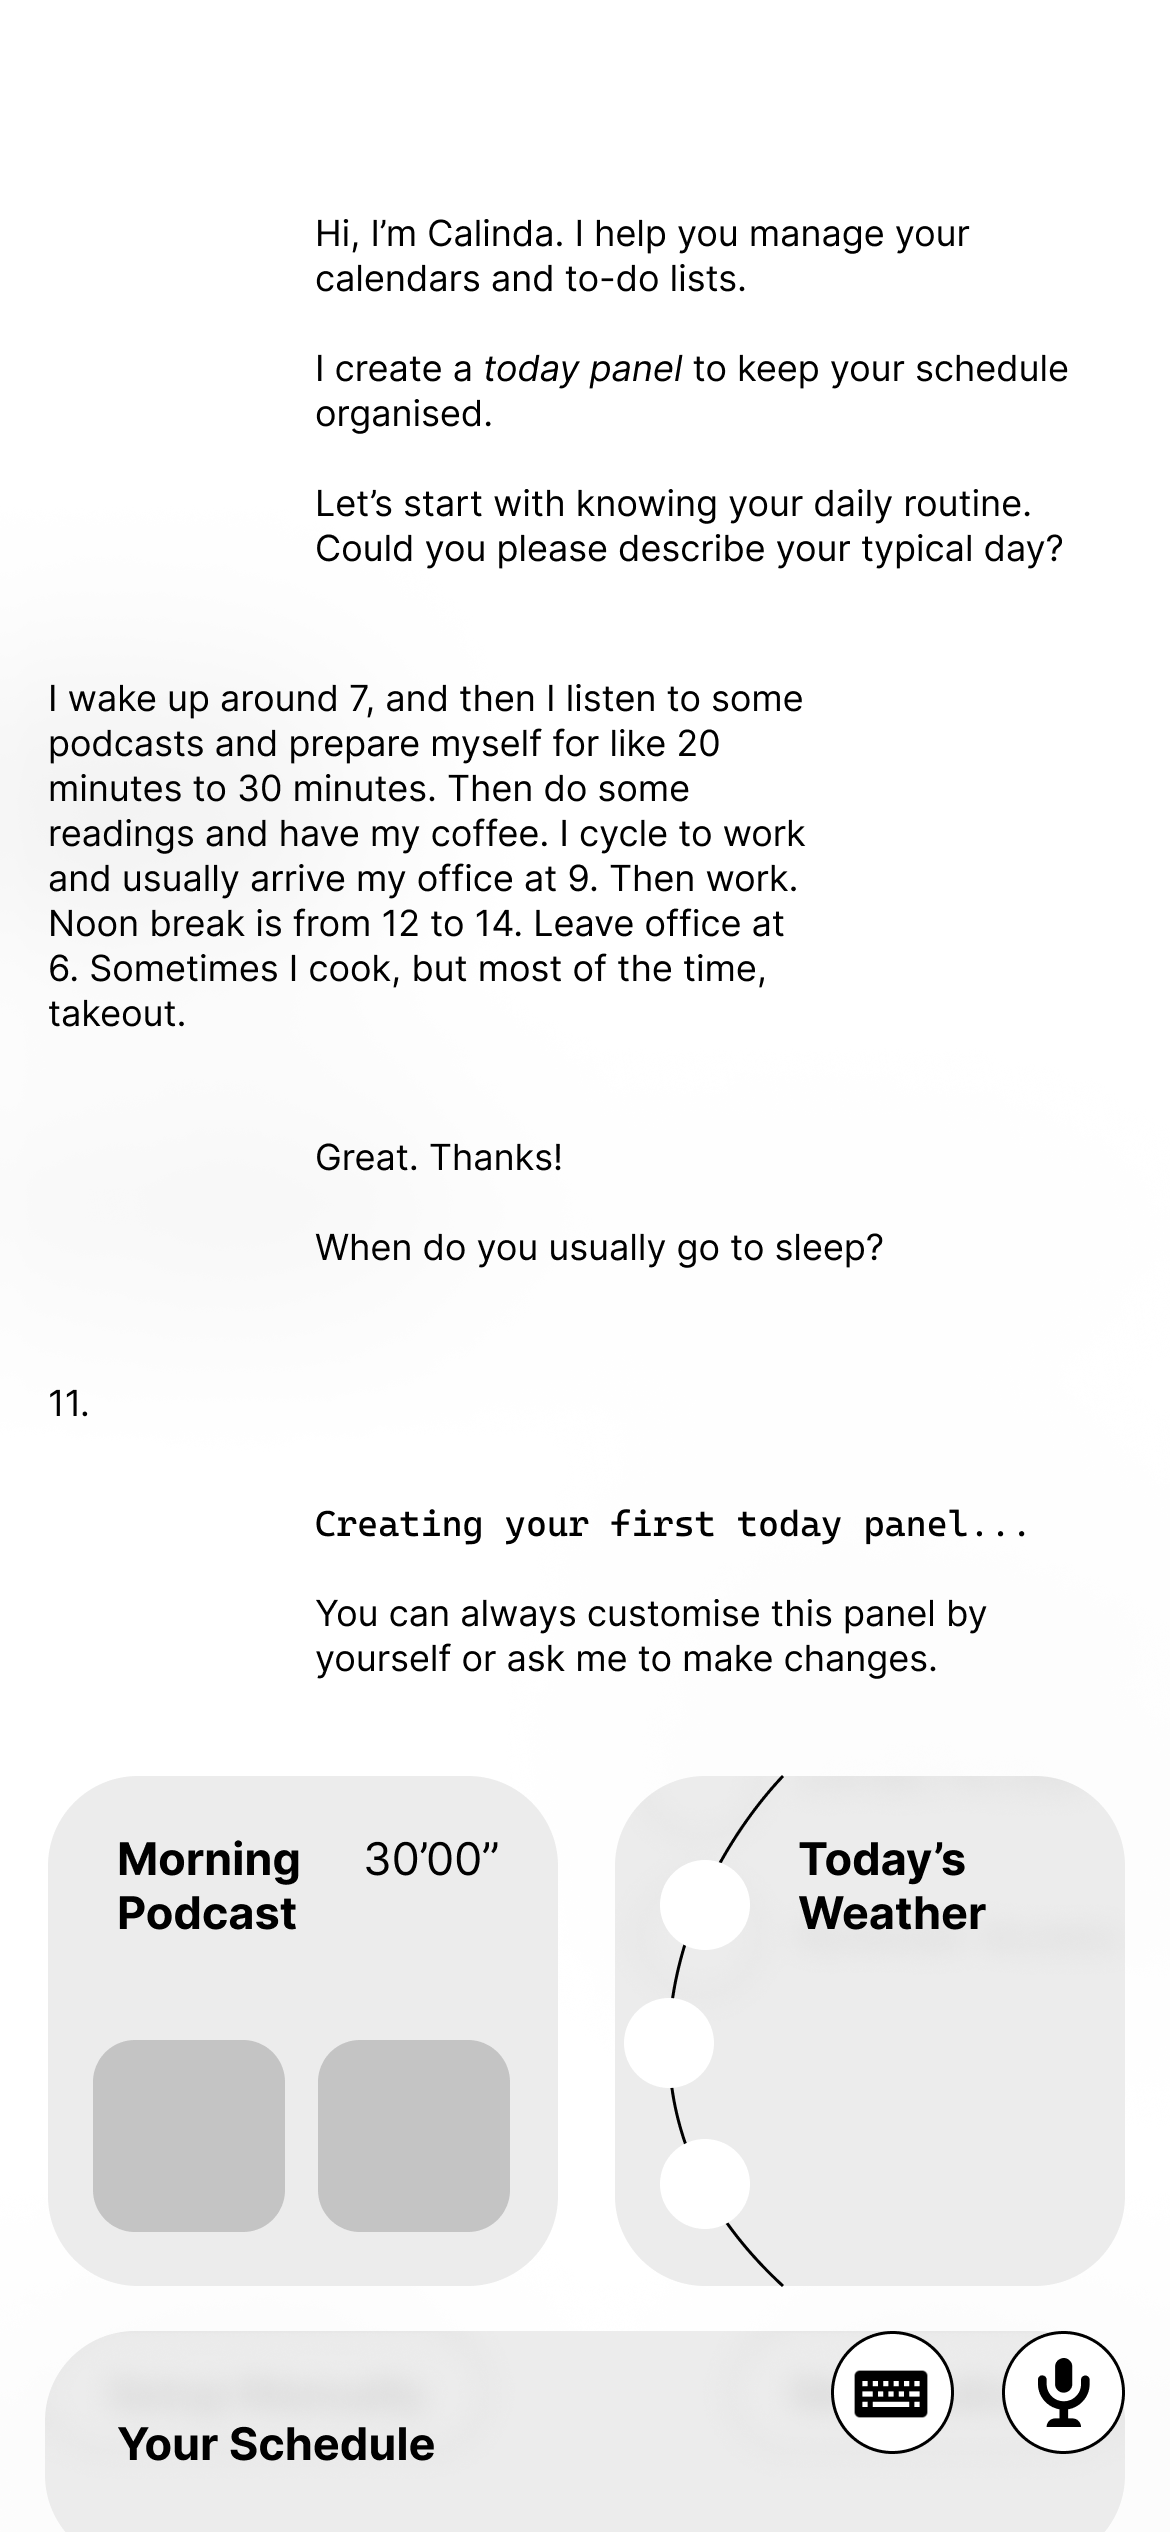 Hi, I’m Calinda. I help you manage your
calendars and to-do lists.
I create a today panel to keep your schedule
organised.
Let’s start with knowing your daily routine.
Could you please describe your typical day?
I wake up around 7, and then I listen to some
podcasts and prepare myself for like 20
minutes to 30 minutes. Then do some
readings and have my coffee. I cycle to work
and usually arrive my office at 9. Then work.
Noon break is from 12 to 14. Leave office at
6. Sometimes I cook, but most of the time,
takeout.
Great. Thanks!
When do you usually go to sleep?
11.
Creating your first today panel...
You can always customise this panel by
yourself or ask me to make changes.
Morning 30’00”
Podcast
Today’s
Weather
Your Schedule